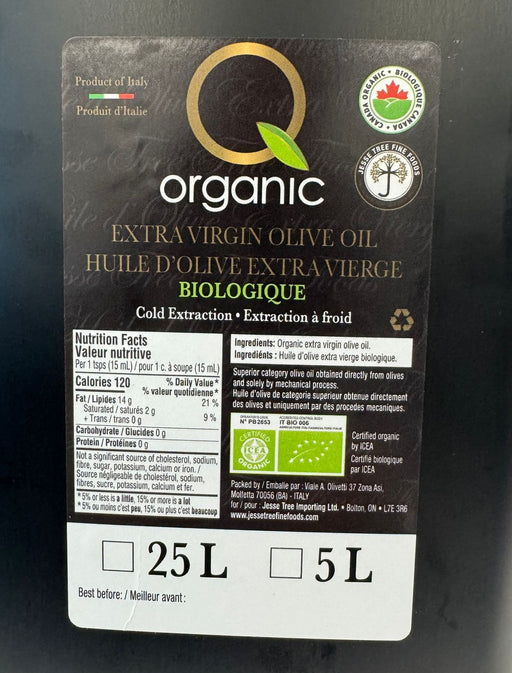 Product of Italy
Produit d'Italie
CANADA ORGANIC • BIOLOGIQUE CANADA •
JESSE TREE FINE FOODS
organic
EXTRA VIRGIN OLIVE OIL
HUILE D'OLIVE EXTRA VIERGE
BIOLOGIQUE
Cold Extraction • Extraction à froid
Nutrition Facts
Valeur nutritive
Per 1 tsps (15 mL) / pour 1 c. à soupe (15 mL)
Calories 120
% Daily Value*
% valeur quotidienne*
Fat / Lipides 14 g 21 %
Saturated / saturés 2 g
+ Trans / trans 0 g 9 %
Carbohydrate / Glucides 0 g
Protein / Protéines 0 g
Not a significant source of cholesterol, sodium,
fibre, sugar, potassium, calcium or iron. /
Source négligeable de cholestérol, sodium,
fibres, sucre, potassium, calcium et fer.
*5% or less is a little, 15% or more is a lot
*5% ou moins c'est peu, 15% ou plus c'est beaucoup
Ingredients: Organic extra virgin olive oil.
Ingrédients : Huile d'olive extra vierge biologique.
Superior category olive oil obtained directly from olives
and solely by mechanical process.
Huile d'olive de categorie superieur obtenue directement
des olives et uniquement par des procedes mecaniques.
N° PB2653
IT BIO 006
CERTIFIED
ICEA
ORGANIC
Certified organic
by ICEA
Certifié biologique
par ICEA
Packed by / Emballe par : Viale A. Olivetti 37 Zona Asi,
Molfetta 70056 (BA) - ITALY
for / pour : Jesse Tree Importing Ltd. • Bolton, ON • L7E 3R6
www.jessetreefinefoods.com
25 L
5 L
Best before: / Meilleur avant :